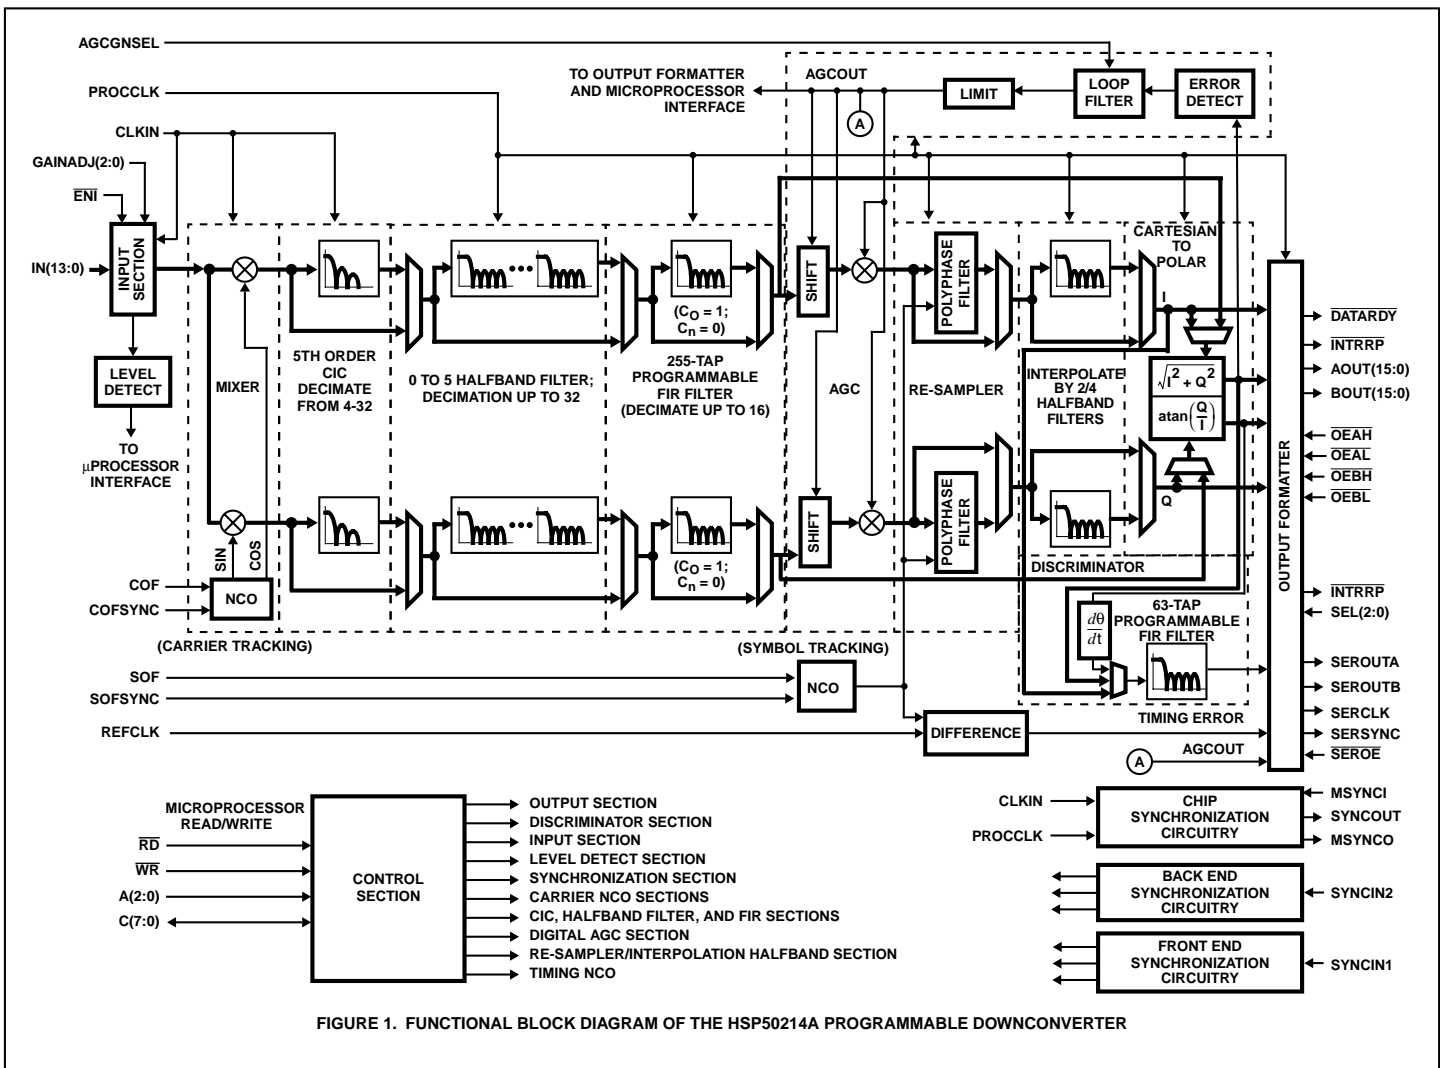 AGCGNSEL
PROCCLK
CLKIN
GAINADJ(2:0)
ENI
IN(13:0)
INPUT
SECTION
LEVEL
DETECT
TO
μPROCESSOR
INTERFACE
TO OUTPUT FORMATTER
AND MICROPROCESSOR
INTERFACE
AGCOUT
A
LIMIT
LOOP
FILTER
ERROR
DETECT
MIXER
5TH ORDER
CIC
DECIMATE
FROM 4-32
0 TO 5 HALFBAND FILTER;
DECIMATION UP TO 32
(CO = 1;
Cn = 0)
255-TAP
PROGRAMMABLE
FIR FILTER
(DECIMATE UP TO 16)
SHIFT
AGC
POLYPHASE
FILTER
RE-SAMPLER
INTERPOLATE
BY 2/4
HALFBAND
FILTERS
CARTESIAN
TO
POLAR
I
√I2 + Q2
atan(Q
I)
Q
OUTPUT FORMATTER
DATARDY
INTRRP
AOUT(15:0)
BOUT(15:0)
OEAH
OEAL
OEBH
OEBL
INTRRP
SEL(2:0)
SEROUTA
SEROUTB
SERCLK
SERSYNC
SEROE
SIN
COS
NCO
COF
COFSYNC
(CARRIER TRACKING)
(CO = 1;
Cn = 0)
SHIFT
POLYPHASE
FILTER
DISCRIMINATOR
dθ
dt
63-TAP
PROGRAMMABLE
FIR FILTER
(SYMBOL TRACKING)
SOF
SOFSYNC
NCO
REFCLK
DIFFERENCE
TIMING ERROR
A
AGCOUT
MICROPROCESSOR
READ/WRITE
RD
WR
A(2:0)
C(7:0)
CONTROL
SECTION
OUTPUT SECTION
DISCRIMINATOR SECTION
INPUT SECTION
LEVEL DETECT SECTION
SYNCHRONIZATION SECTION
CARRIER NCO SECTIONS
CIC, HALFBAND FILTER, AND FIR SECTIONS
DIGITAL AGC SECTION
RE-SAMPLER/INTERPOLATION HALFBAND SECTION
TIMING NCO
CLKIN
PROCCLK
CHIP
SYNCHRONIZATION
CIRCUITRY
MSYNCI
SYNCOUT
MSYNCO
BACK END
SYNCHRONIZATION
CIRCUITRY
SYNCIN2
FRONT END
SYNCHRONIZATION
CIRCUITRY
SYNCIN1
FIGURE 1. FUNCTIONAL BLOCK DIAGRAM OF THE HSP50214A PROGRAMMABLE DOWNCONVERTER